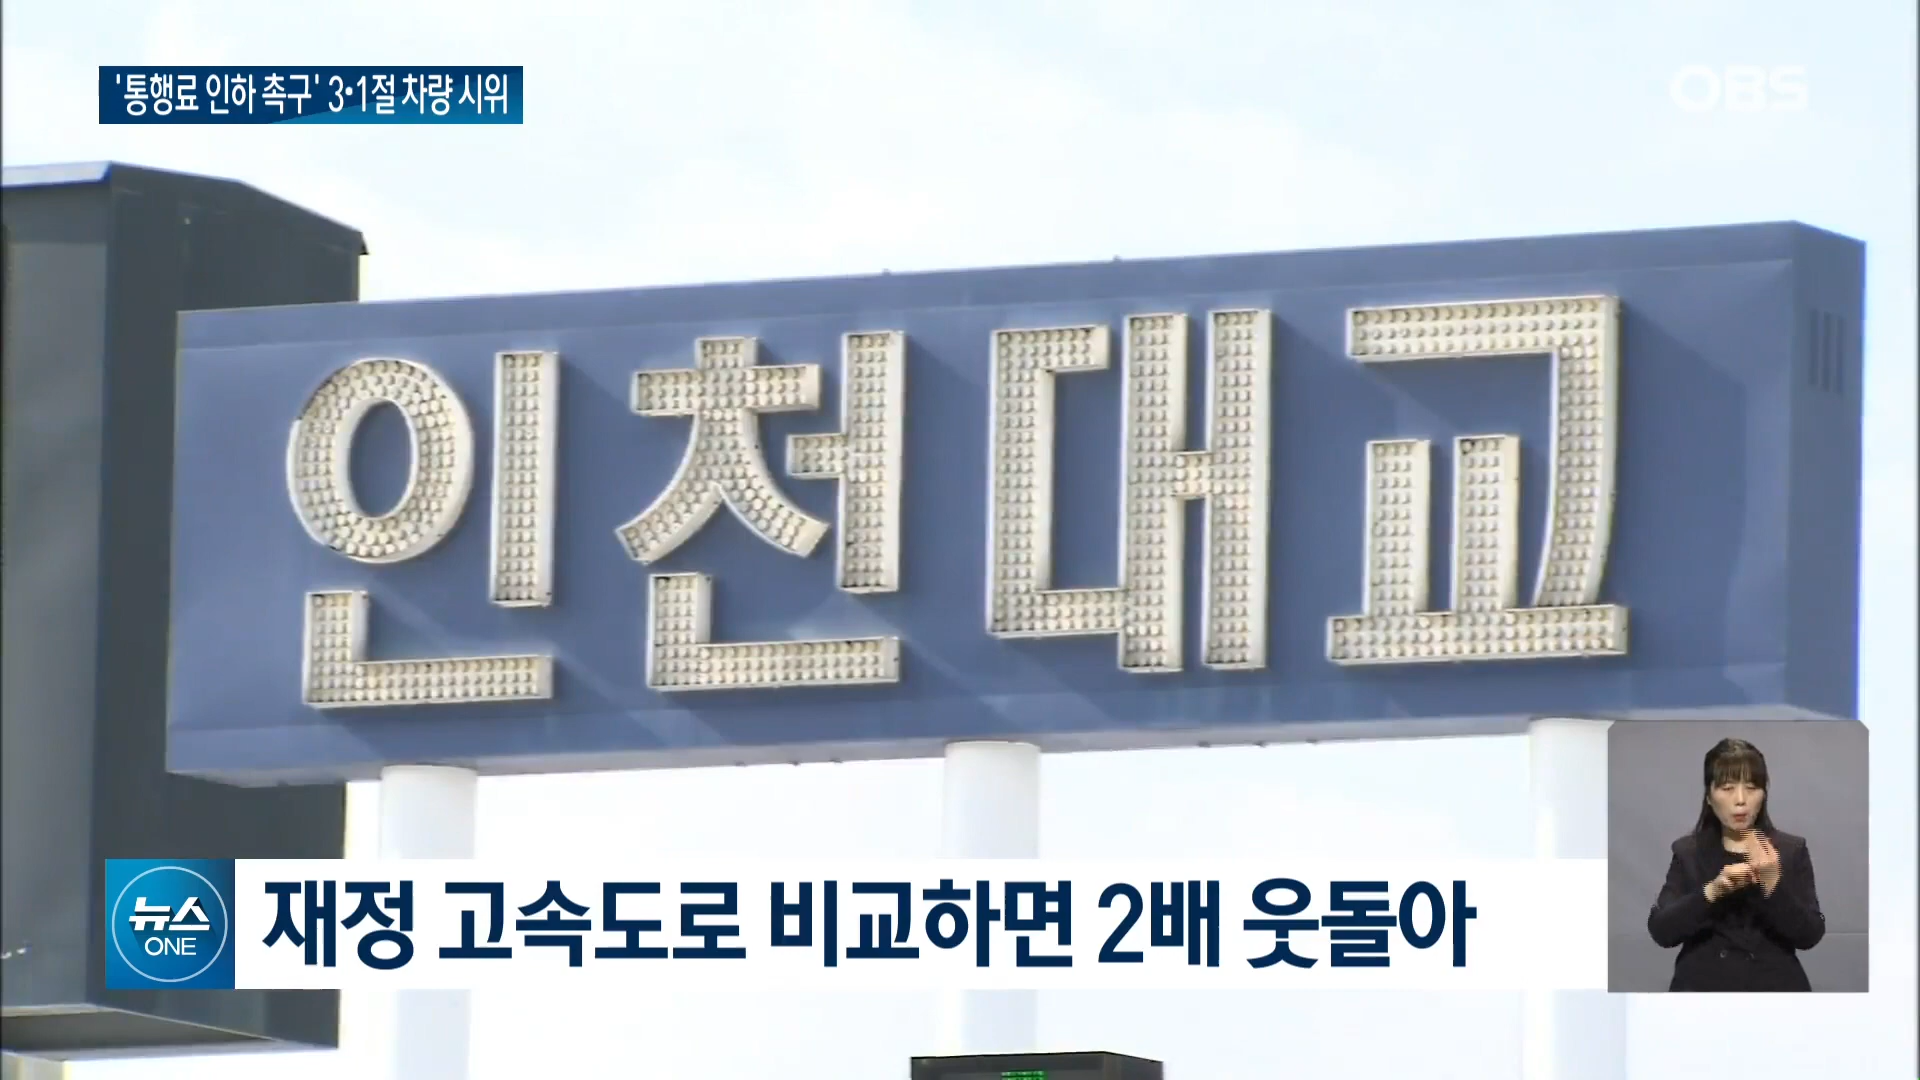 '통행료 인하 촉구' 3·1절 차량 시위
OBS
인천대교
뉴스
ONE
재정 고속도로 비교하면 2배 웃돌아